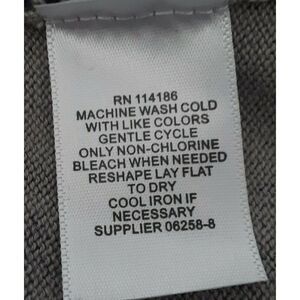 RN 114186
MACHINE WASH COLD
WITH LIKE COLORS
GENTLE CYCLE
ONLY NON-CHLORINE
BLEACH WHEN NEEDED
RESHAPE LAY FLAT
TO DRY
COOL IRON IF
NECESSARY
SUPPLIER 06258-8